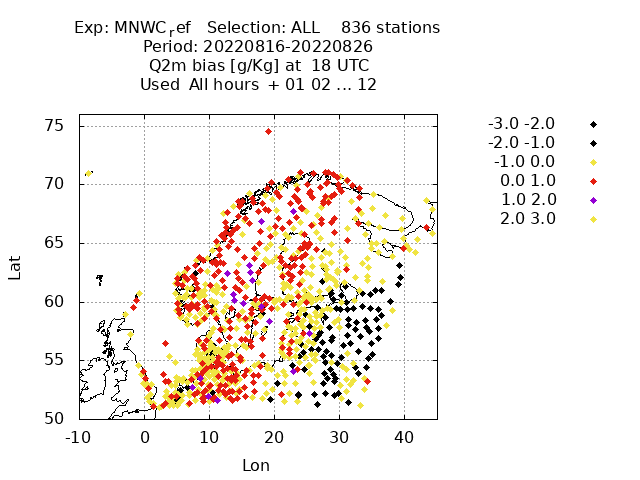 Exp: MNWCref   Selection: ALL    836 stations
Period: 20220816-20220826
Q2m bias [g/Kg] at  18 UTC
Used  All hours  + 01 02 ... 12
75
70
65
60
55
50
-10 0 10 20 30 40
Lat
Lon
-3.0 -2.0
-2.0 -1.0
-1.0 0.0
0.0 1.0
1.0 2.0
2.0 3.0